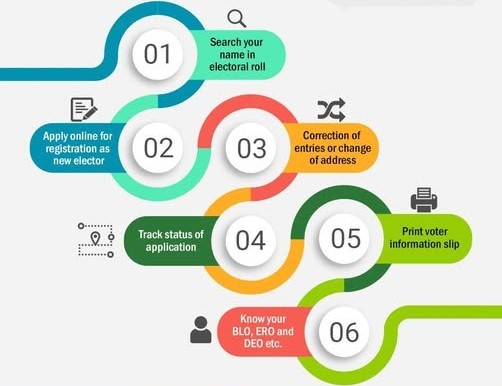 01
Search your
name in
electoral roll
Apply online for
registration as
new elector
02
03
Correction of
entries or change
of address
Track status of
application
04
05
Print voter
information slip
Know your
BLO, ERO and
DEO etc.
06